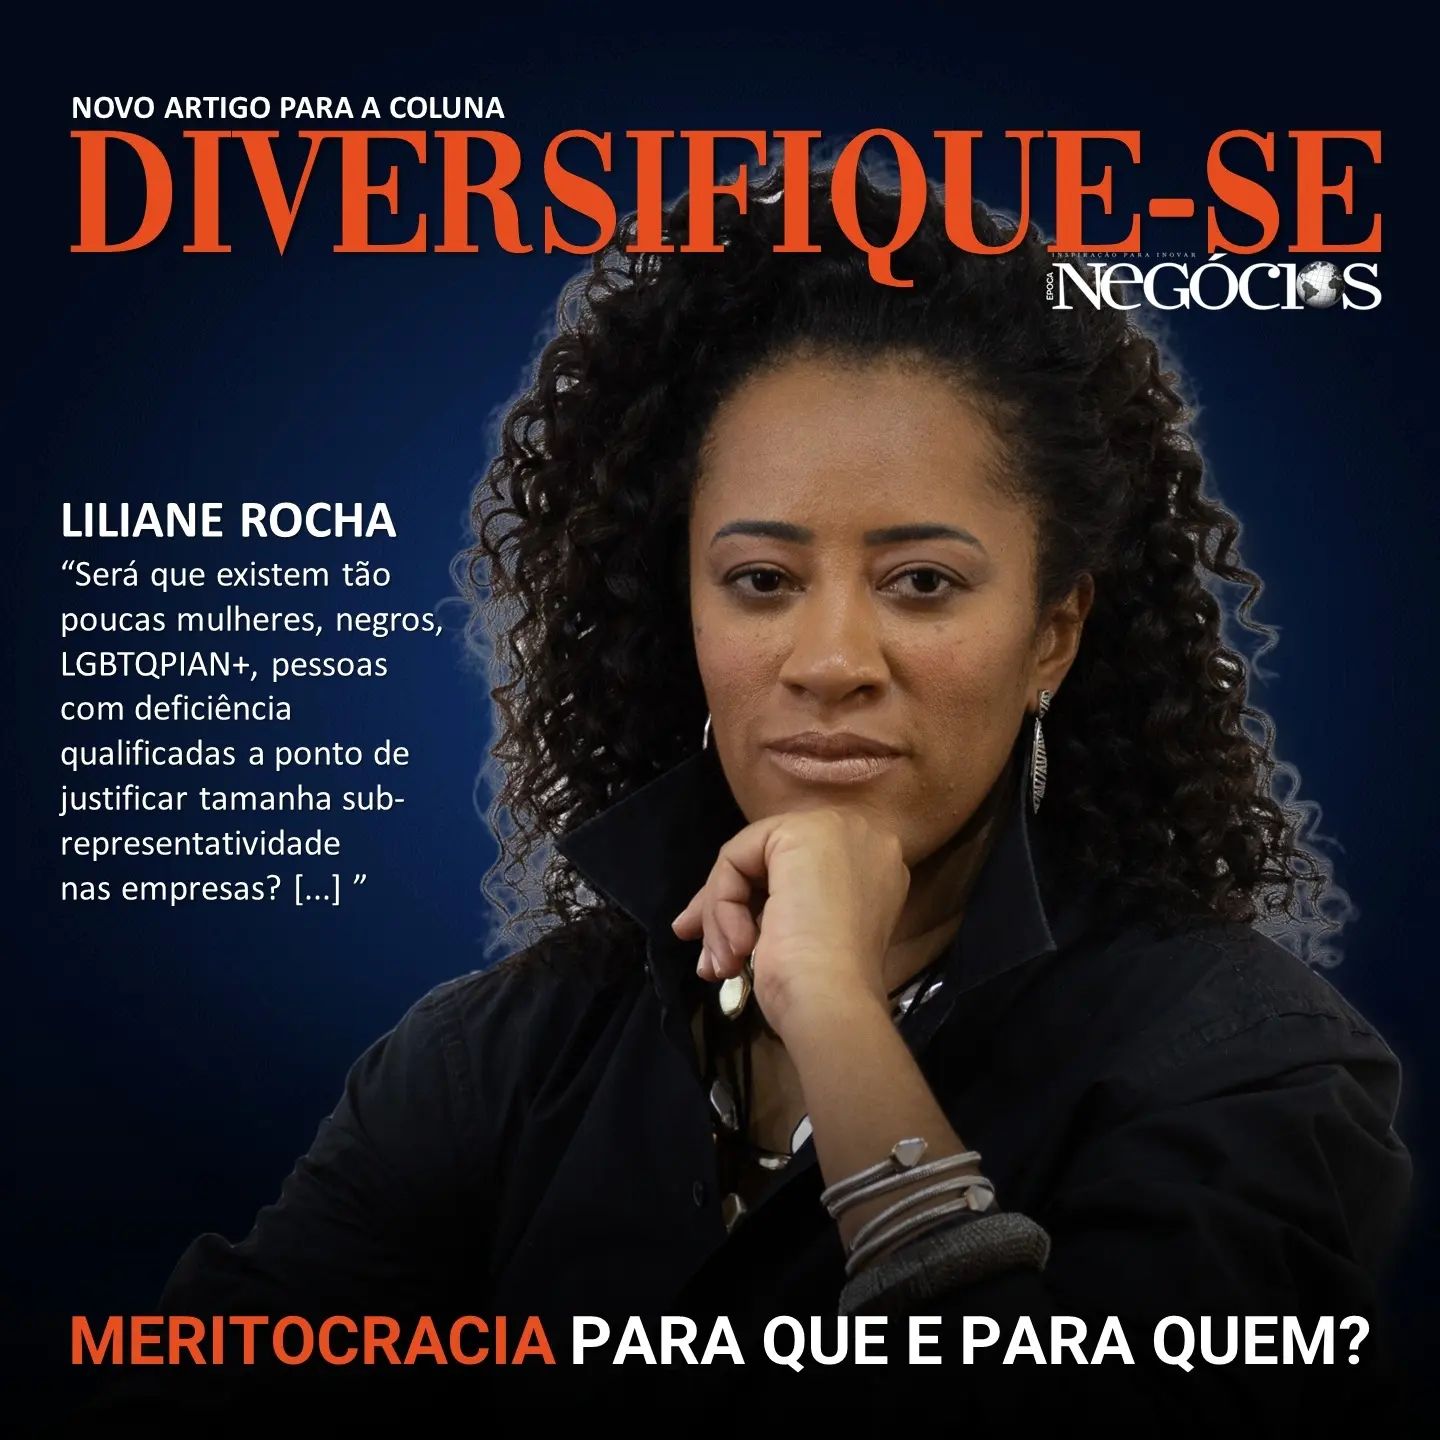 NOVO ARTIGO PARA A COLUNA
DIVERSIFIQUE-SE
INSPIRAÇÃO PARA INOVAR
EPOCA NEGÓCIOS
LILIANE ROCHA
“Será que existem tão
poucas mulheres, negros,
LGBTQPIAN+, pessoas
com deficiência
qualificadas a ponto de
justificar tamanha sub-
representatividade
nas empresas? [...] ”
MERITOCRACIA PARA QUE E PARA QUEM?